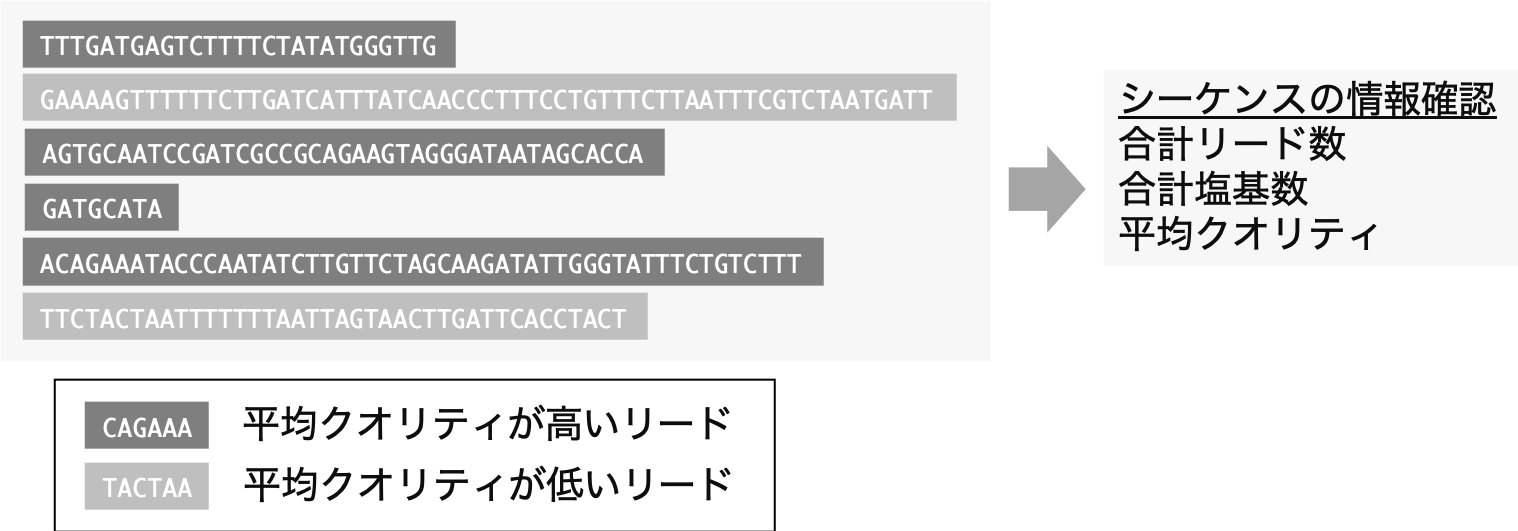 TTTGATGAGTCTTTTCTATATGGGTTG
GAAAAGTTTTTTCTTGATCATTTATCAACCCTTTCCTGTTTCTTAATTTCGTCTAATGATT
AGTGCAATCCGATCGCCGCAGAAGTAGGGATAATAGCACCA
GATGCATA
ACAGAAATACCCAATATCTTGTTCTAGCAAGATATTGGGTATTTCTGTCTTT
TTCTACTAATTTTTTTAATTAGTAACTTGATTCACCTACT
シーケンスの情報確認
合計リード数
合計塩基数
平均クオリティ
CAGAAA 平均クオリティが高いリード
TACTAA 平均クオリティが低いリード